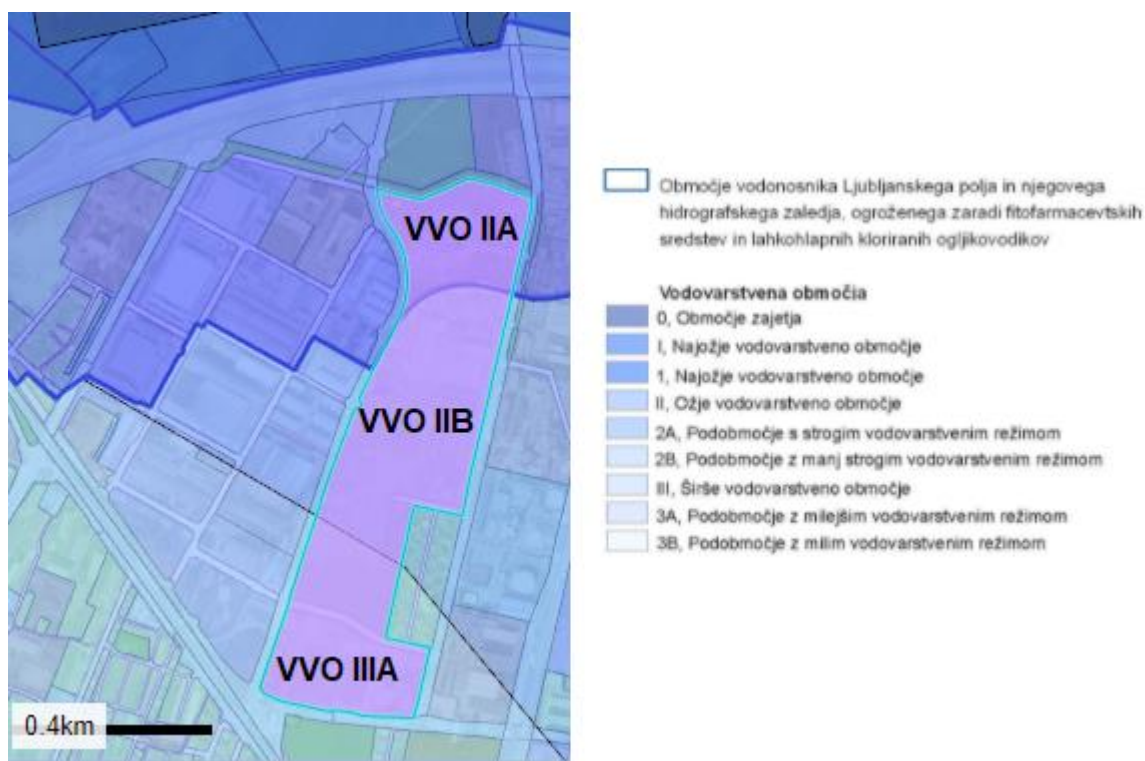 VVO IIA
VVO IIB
VVO IIIA
0.4km
Območje vodonosnika Ljubljanskega polja in njegovega
hidrografskega zaledja, ogroženega zaradi fitofarmacevtskih
sredstev in lahkohlapnih kloriranih ogljikovodikov
Vodovarstvena območja
0, Območje zajetja
I, Najožje vodovarstveno območje
1, Najožje vodovarstveno območje
II, Ožje vodovarstveno območje
2A, Podobmočje s strogim vodovarstvenim režimom
2B, Podobmočje z manj strogim vodovarstvenim režimom
III, Širše vodovarstveno območje
3A, Podobmočje z milejšim vodovarstvenim režimom
3B, Podobmočje z milim vodovarstvenim režimom